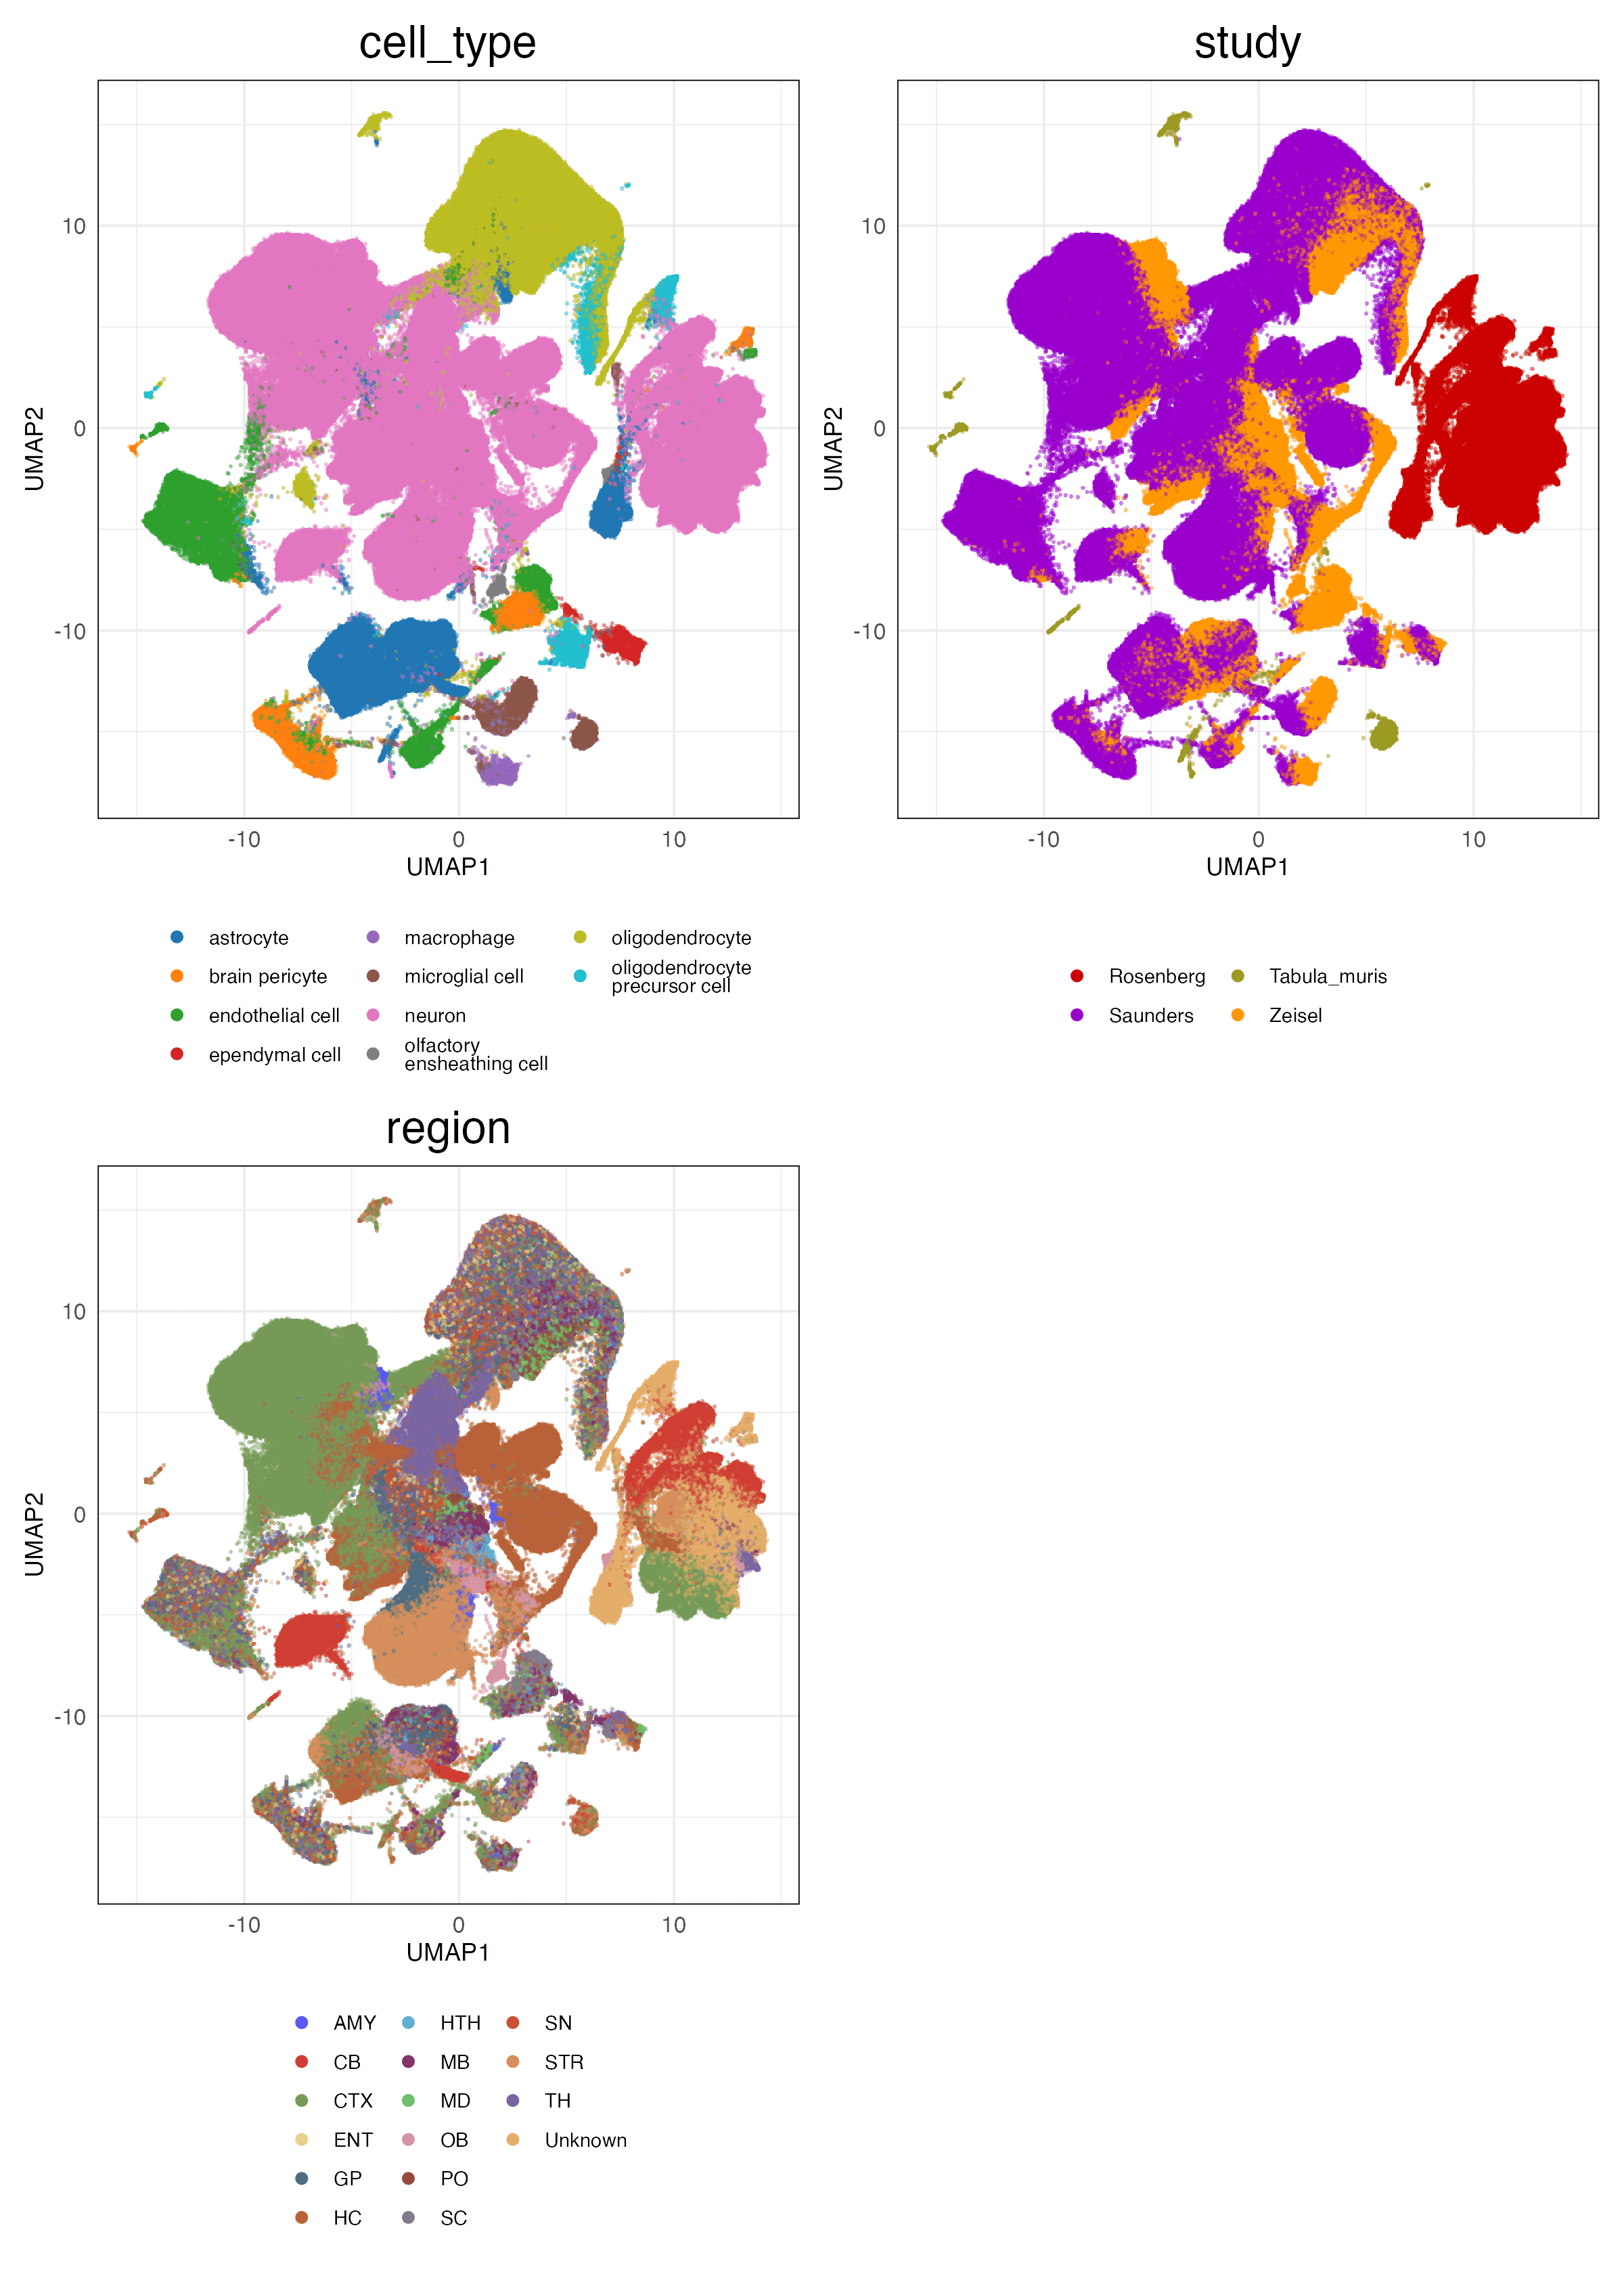 cell_type
study
10
0
-10
UMAP2
-10
0
10
UMAP1
10
0
-10
UMAP2
-10
0
10
UMAP1
astrocyte
macrophage
oligodendrocyte
brain pericyte
microglial cell
oligodendrocyte
precursor cell
endothelial cell
neuron
ependymal cell
olfactory
ensheathing cell
Rosenberg
Tabula_muris
Saunders
Zeisel
region
10
0
-10
UMAP2
-10
0
10
UMAP1
AMY
HTH
SN
CB
MB
STR
CTX
MD
TH
ENT
OB
Unknown
GP
PO
HC
SC